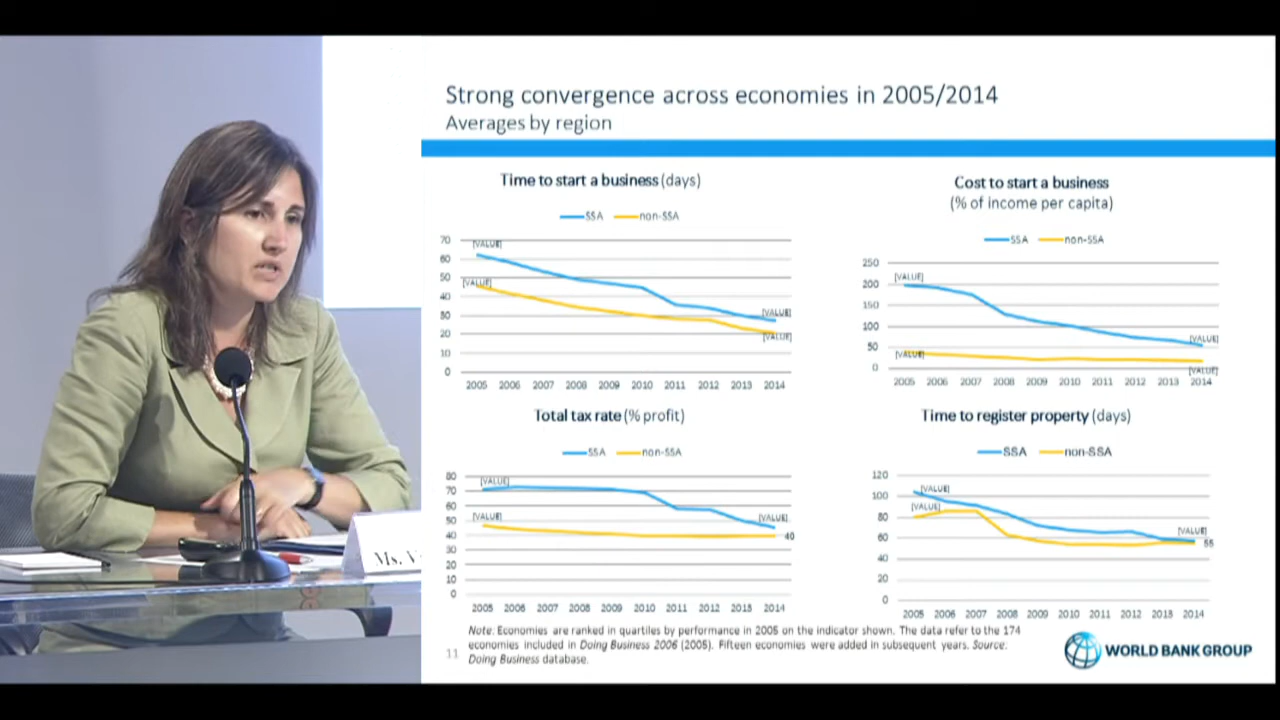 Strong convergence across economies in 2005/2014
Averages by region
Time to start a business (days)
SSA non-SSA
70
60
50
40
30
20
10
0
[VALUE]
[VALUE]
[VALUE]
[VALUE]
2005 2006 2007 2008 2009 2010 2011 2012 2013 2014
Cost to start a business
(% of income per capita)
SSA non-SSA
250
200
150
100
50
0
[VALUE]
[VALUE]
[VALUE]
[VALUE]
2005 2006 2007 2008 2009 2010 2011 2012 2013 2014
Total tax rate (% profit)
SSA non-SSA
80
70
60
50
40
30
20
10
0
[VALUE]
[VALUE]
[VALUE]
40
2005 2006 2007 2008 2009 2010 2011 2012 2013 2014
Time to register property (days)
SSA non-SSA
120
100
80
60
40
20
0
[VALUE]
[VALUE]
[VALUE]
55
2005 2006 2007 2008 2009 2010 2011 2012 2013 2014
Note: Economies are ranked in quartiles by performance in 2005 on the indicator shown. The data refer to the 174
economies included in Doing Business 2006 (2005). Fifteen economies were added in subsequent years. Source:
Doing Business database.
11
WORLD BANK GROUP
Ms.